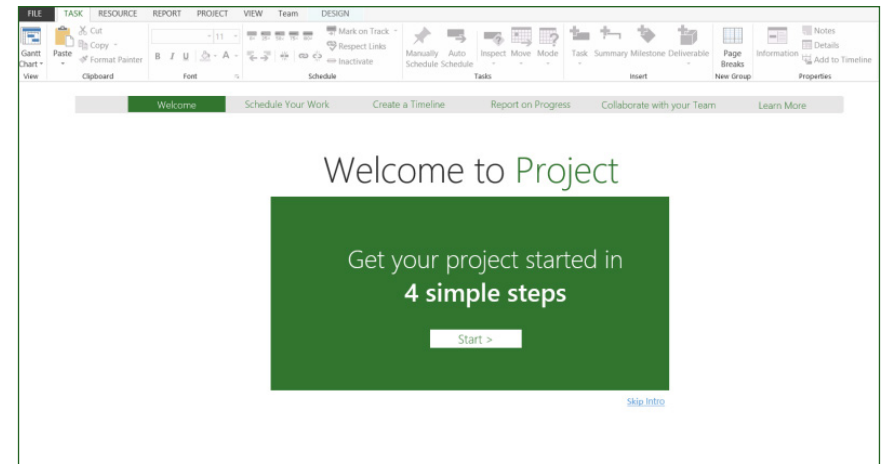 FILE TASK RESOURCE REPORT PROJECT VIEW Team DESIGN
Gantt Chart
View
Paste
Cut
Copy
Format Painter
Clipboard
11
B I U A
Font
Mark on Track
Respect Links
Inactivate
Schedule
Manually Schedule
Auto Schedule
Inspect
Move
Mode
Tasks
Task
Summary
Milestone
Deliverable
Insert
Page Breaks
New Group
Information
Notes
Details
Add to Timeline
Properties
Welcome Schedule Your Work Create a Timeline Report on Progress Collaborate with your Team Learn More
Welcome to Project
Get your project started in
4 simple steps
Start >
Skip Intro